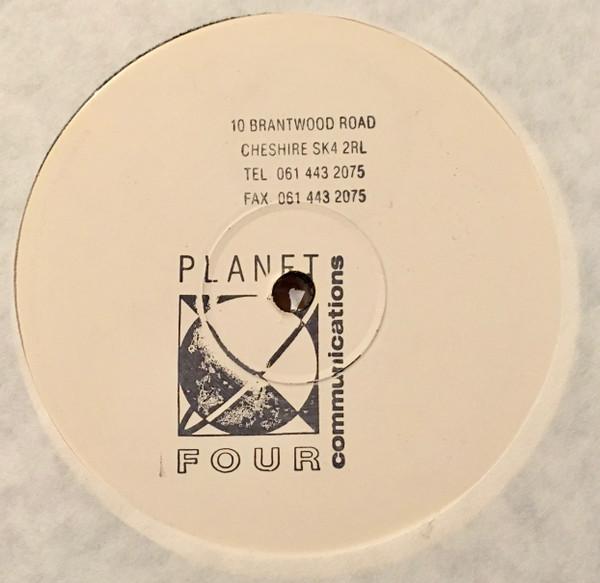 10 BRANTWOOD ROAD
CHESHIRE SK4 2RL
TEL 061 443 2075
FAX 061 443 2075
PLANET
FOUR
communications